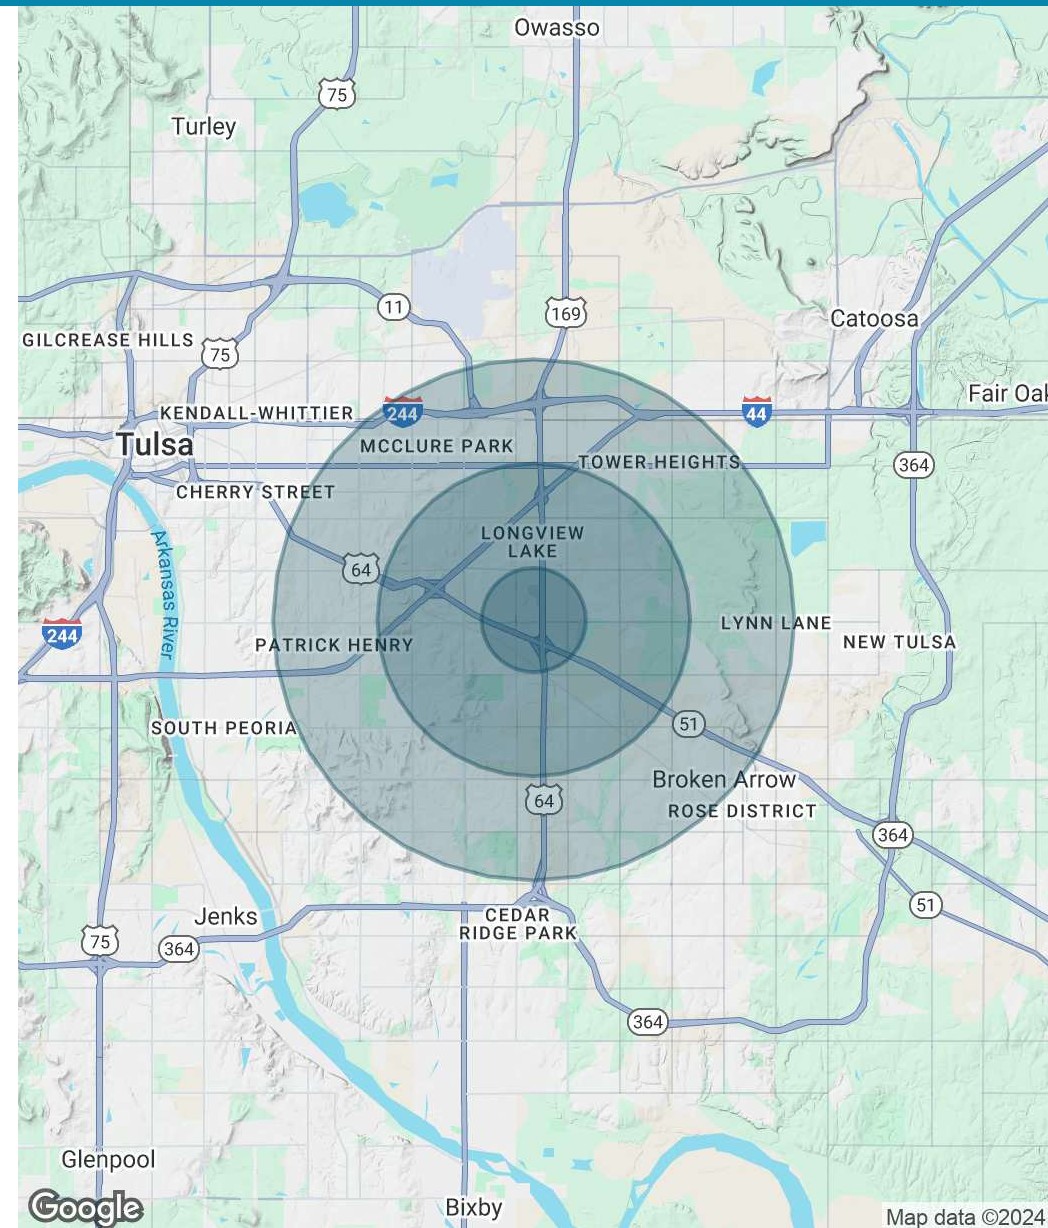 Owasso
75
Turley
11
169
Catoosa
GILCREASE HILLS
75
Fair Oak
KENDALL-WHITTIER
244
44
Tulsa
MCCLURE PARK
TOWER HEIGHTS
364
CHERRY STREET
LONGVIEW
LAKE
Arkansas River
64
244
PATRICK HENRY
LYNN LANE
NEW TULSA
SOUTH PEORIA
51
Broken Arrow
64
ROSE DISTRICT
364
51
Jenks
CEDAR
RIDGE PARK
75
364
364
Glenpool
Google
Bixby
Map data ©2024